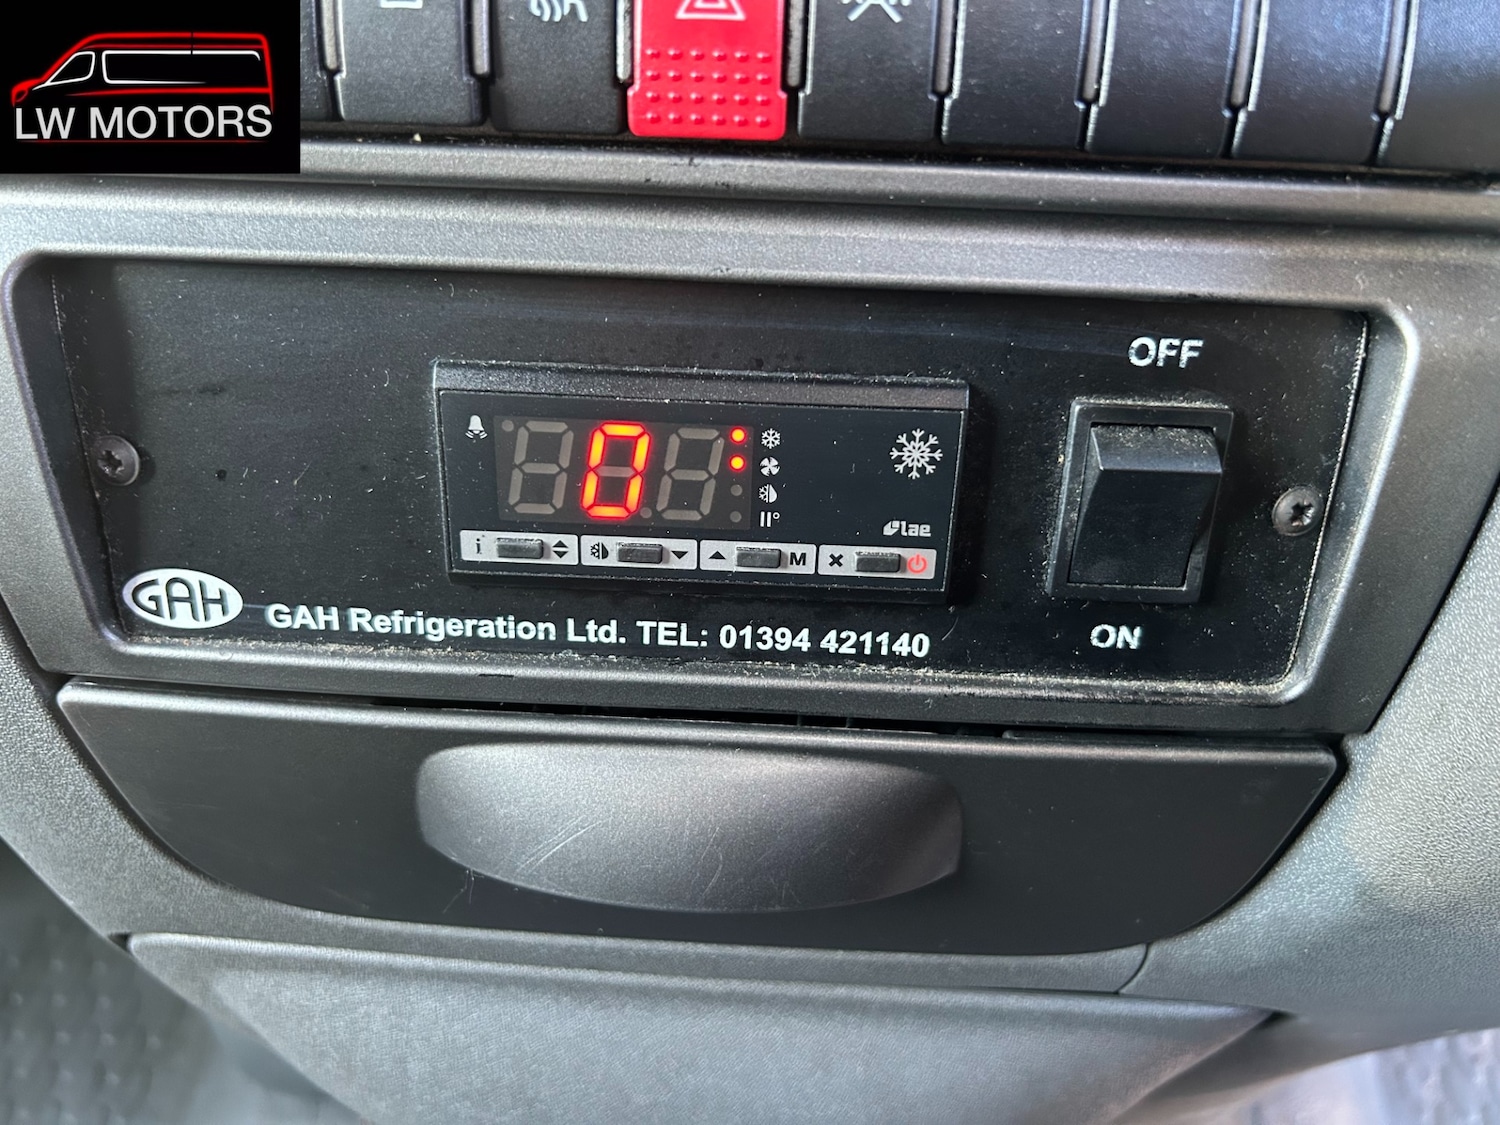 LW MOTORS
OFF
0
lae
i
M
GAH
GAH Refrigeration Ltd. TEL: 01394 421140
ON